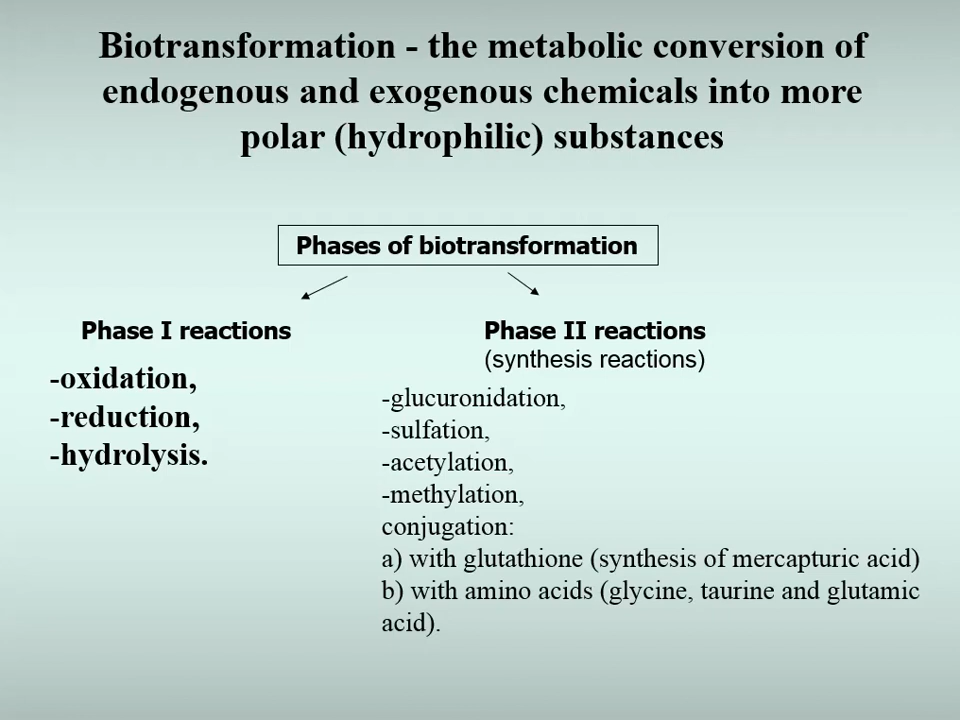 Biotransformation - the metabolic conversion of
endogenous and exogenous chemicals into more
polar (hydrophilic) substances
Phases of biotransformation
Phase I reactions
-oxidation,
-reduction,
-hydrolysis.
Phase II reactions
(synthesis reactions)
-glucuronidation,
-sulfation,
-acetylation,
-methylation,
conjugation:
a) with glutathione (synthesis of mercapturic acid)
b) with amino acids (glycine, taurine and glutamic
acid).